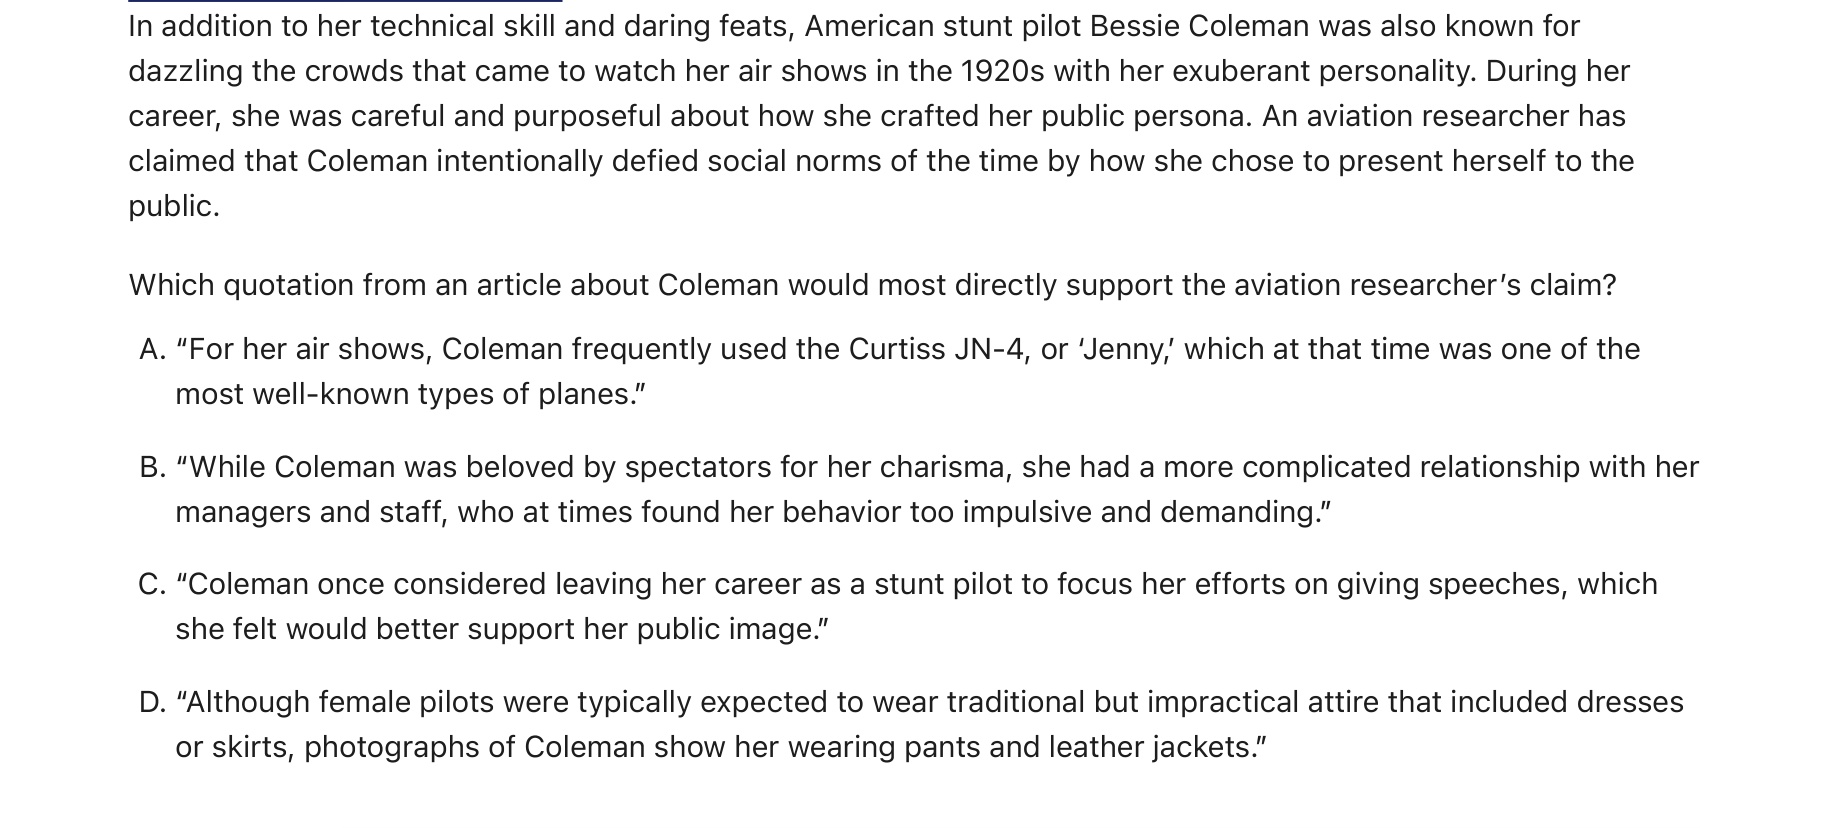 In addition to her technical skill and daring feats, American stunt pilot Bessie Coleman was also known for
dazzling the crowds that came to watch her air shows in the 1920s with her exuberant personality. During her
career, she was careful and purposeful about how she crafted her public persona. An aviation researcher has
claimed that Coleman intentionally defied social norms of the time by how she chose to present herself to the
public.
Which quotation from an article about Coleman would most directly support the aviation researcher’s claim?
A. “For her air shows, Coleman frequently used the Curtiss JN-4, or ‘Jenny,’ which at that time was one of the
most well-known types of planes.”
B. “While Coleman was beloved by spectators for her charisma, she had a more complicated relationship with her
managers and staff, who at times found her behavior too impulsive and demanding.”
C. “Coleman once considered leaving her career as a stunt pilot to focus her efforts on giving speeches, which
she felt would better support her public image.”
D. “Although female pilots were typically expected to wear traditional but impractical attire that included dresses
or skirts, photographs of Coleman show her wearing pants and leather jackets.”